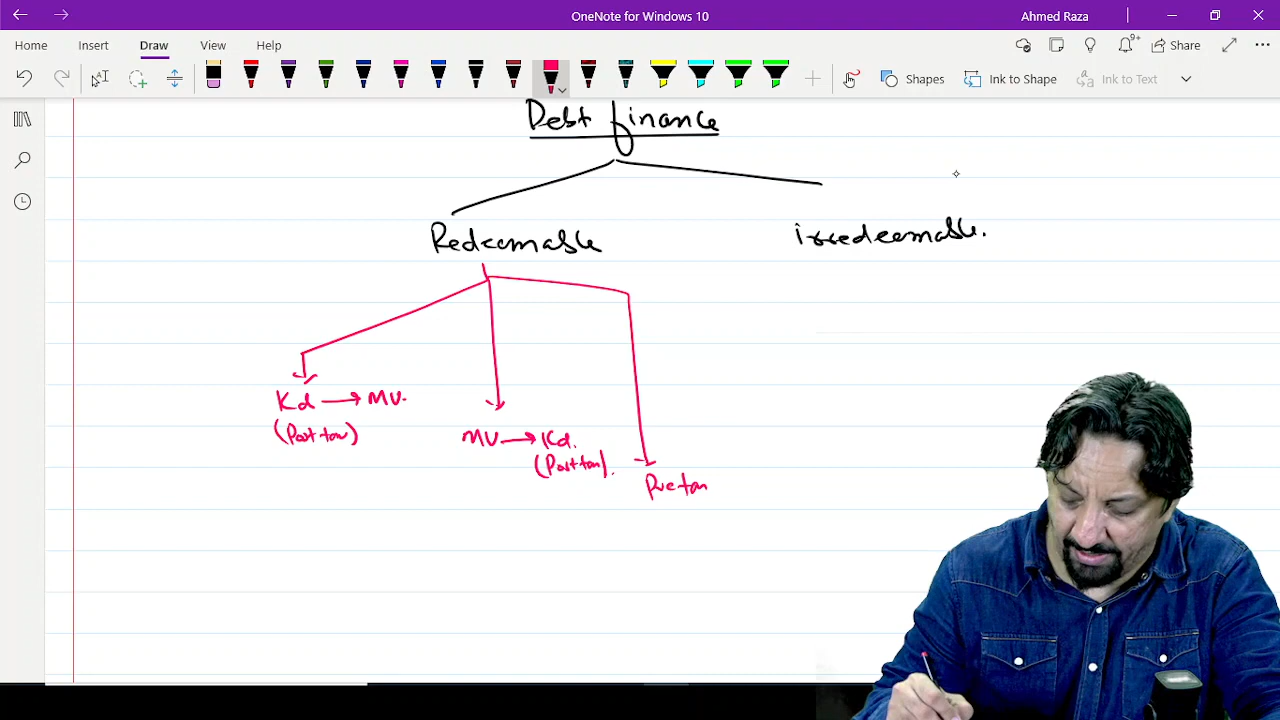 OneNote for Windows 10
Ahmed Raza
Home Insert Draw View Help
9+ Share
Shapes Ink to Shape Ink to Text
Debt finance
Redeemable irredeemable.
Kd → MV.
(Post tax)
MV → Kd.
(Post tax).
Pre tax